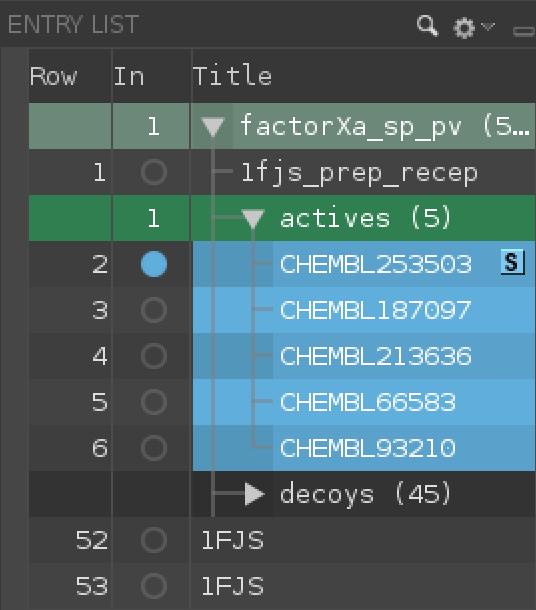 ENTRY LIST
Row In Title
1 factorXa_sp_pv (5...
1 1fjs_prep_recep
1 actives (5)
2 CHEMBL253503 S
3 CHEMBL187097
4 CHEMBL213636
5 CHEMBL66583
6 CHEMBL93210
decoys (45)
52 1FJS
53 1FJS